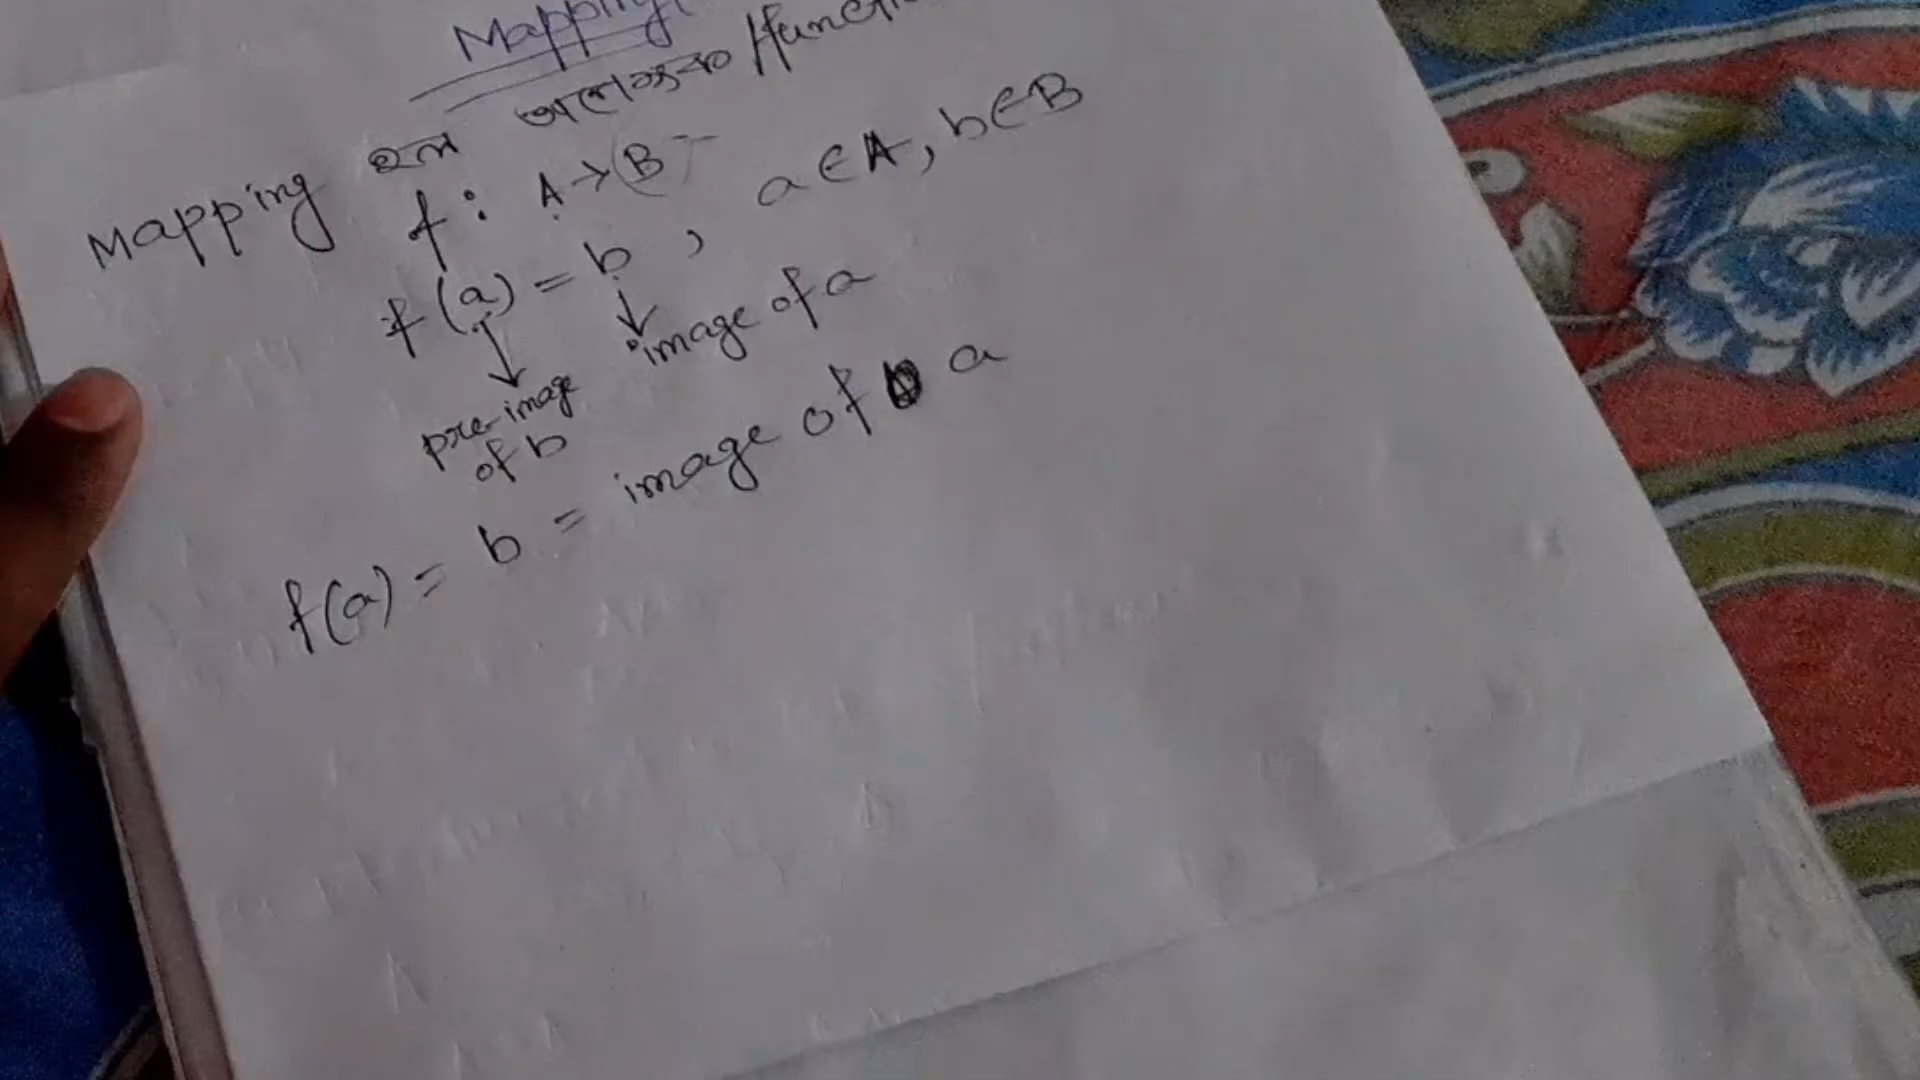 Mapping
Mapping হল অপেক্ষক /function
f: A→B
f(a) = b , a∈A, b∈B
image of a
pre-image
of b
f(a) = b = image of a